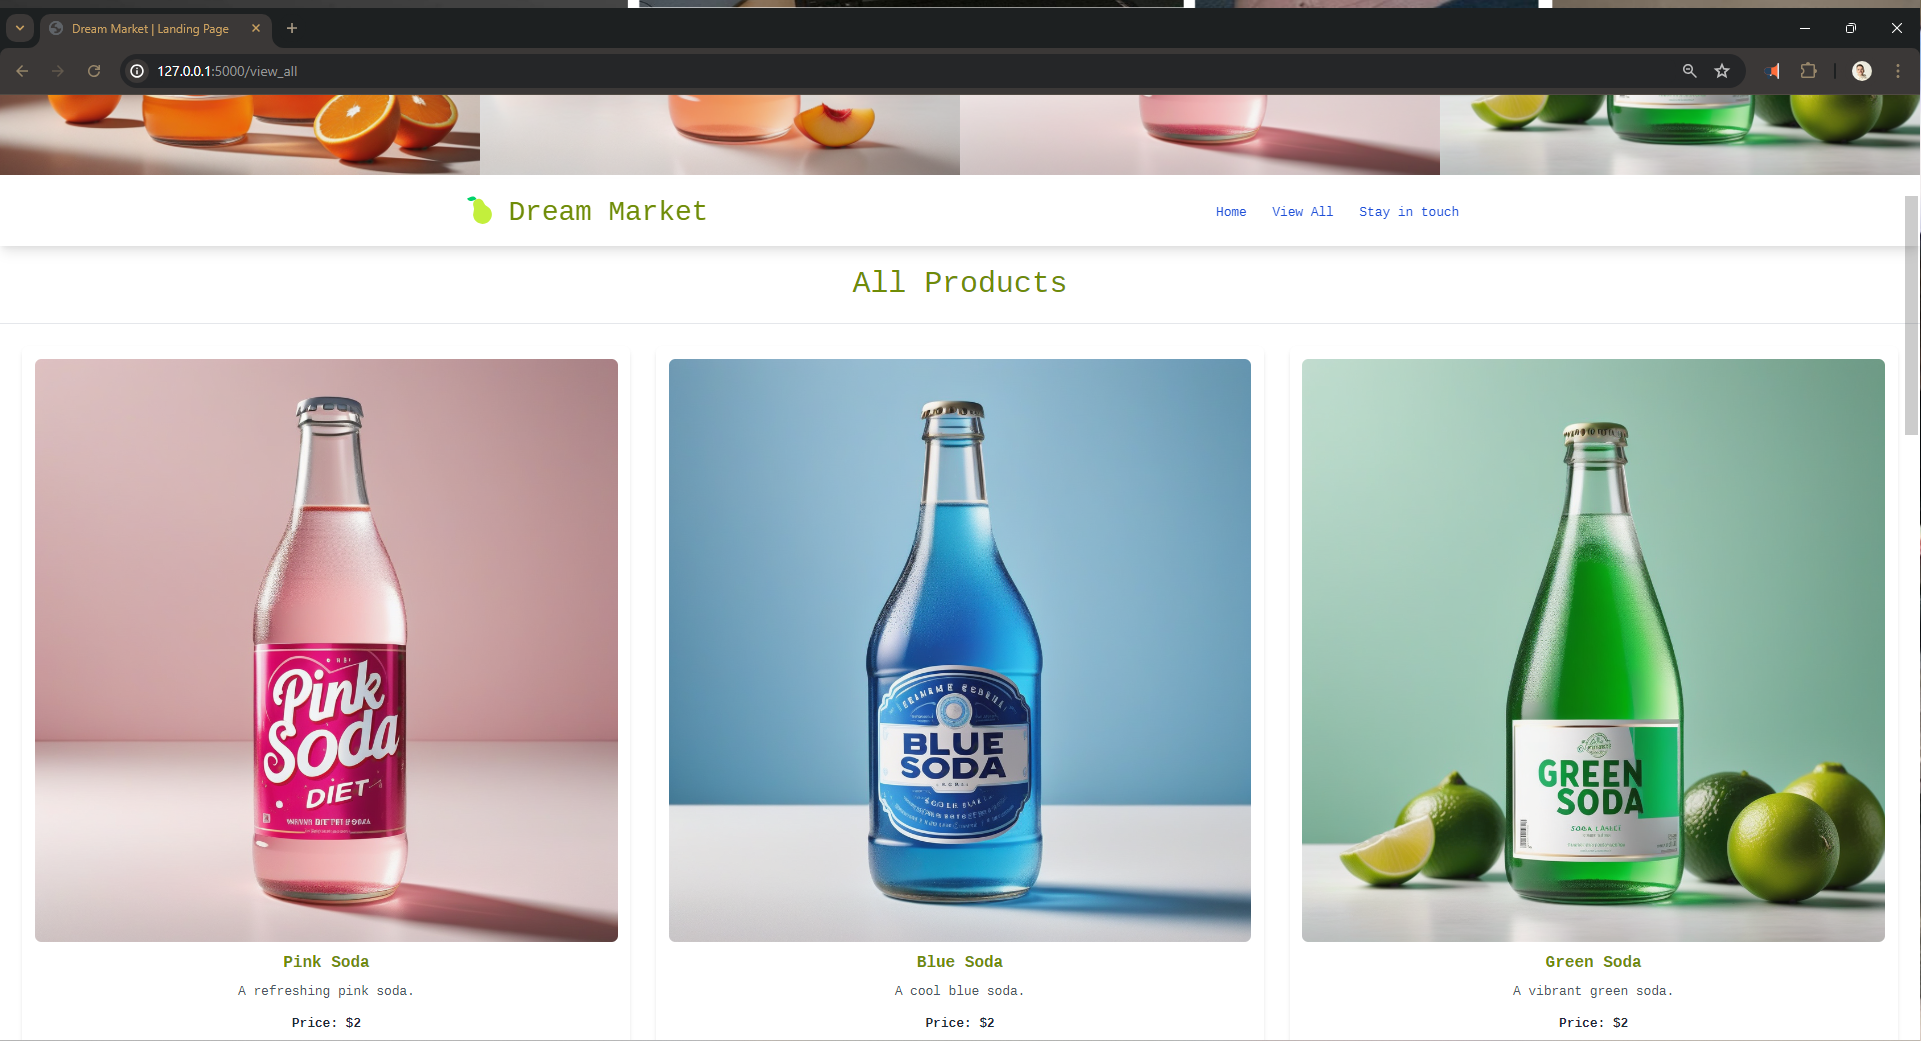 Dream Market | Landing Page
127.0.0.1:5000/view_all
Dream Market
Home View All Stay in touch
All Products
Pink
Soda
DIET
BLUE
SODA
GREEN
SODA
Pink Soda
A refreshing pink soda.
Price: $2
Blue Soda
A cool blue soda.
Price: $2
Green Soda
A vibrant green soda.
Price: $2